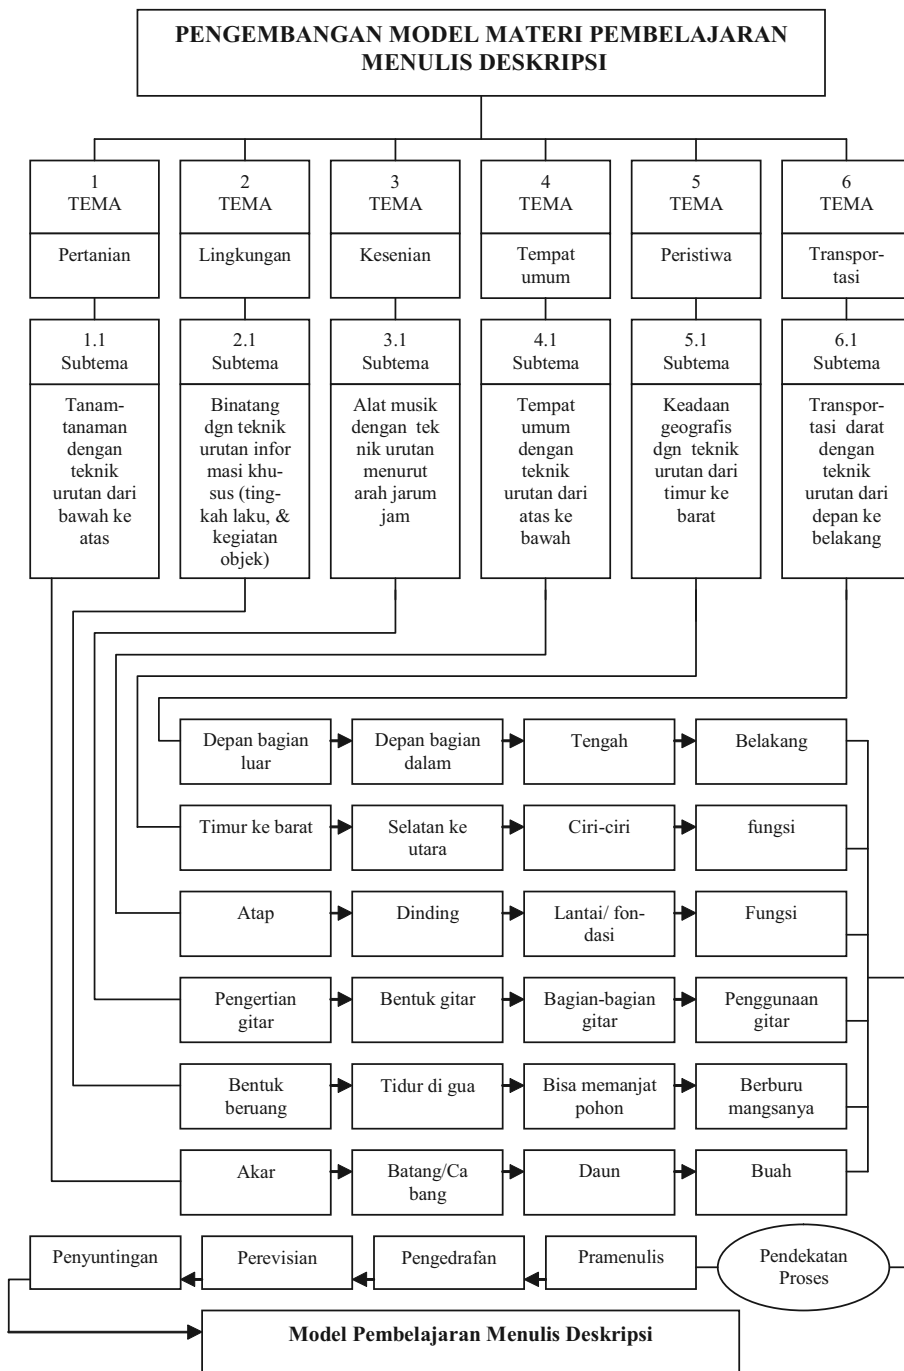 PENGEMBANGAN MODEL MATERI PEMBELAJARAN
MENULIS DESKRIPSI
1
TEMA
Pertanian
2
TEMA
Lingkungan
3
TEMA
Kesenian
4
TEMA
Tempat
umum
5
TEMA
Peristiwa
6
TEMA
Transpor-
tasi
1.1
Subtema
Tanam-
tanaman
dengan
teknik
urutan dari
bawah ke
atas
2.1
Subtema
Binatang
dgn teknik
urutan infor
masi khu-
sus (ting-
kah laku, &
kegiatan
objek)
3.1
Subtema
Alat musik
dengan tek
nik urutan
menurut
arah jarum
jam
4.1
Subtema
Tempat
umum
dengan
teknik
urutan dari
atas ke
bawah
5.1
Subtema
Keadaan
geografis
dgn teknik
urutan dari
timur ke
barat
6.1
Subtema
Transpor-
tasi darat
dengan
teknik
urutan dari
depan ke
belakang
Depan bagian
luar
Depan bagian
dalam
Tengah
Belakang
Timur ke barat
Selatan ke
utara
Ciri-ciri
fungsi
Atap
Dinding
Lantai/ fon-
dasi
Fungsi
Pengertian
gitar
Bentuk gitar
Bagian-bagian
gitar
Penggunaan
gitar
Bentuk
beruang
Tidur di gua
Bisa memanjat
pohon
Berburu
mangsanya
Akar
Batang/Ca
bang
Daun
Buah
Penyuntingan
Perevisian
Pengedrafan
Pramenulis
Pendekatan
Proses
Model Pembelajaran Menulis Deskripsi